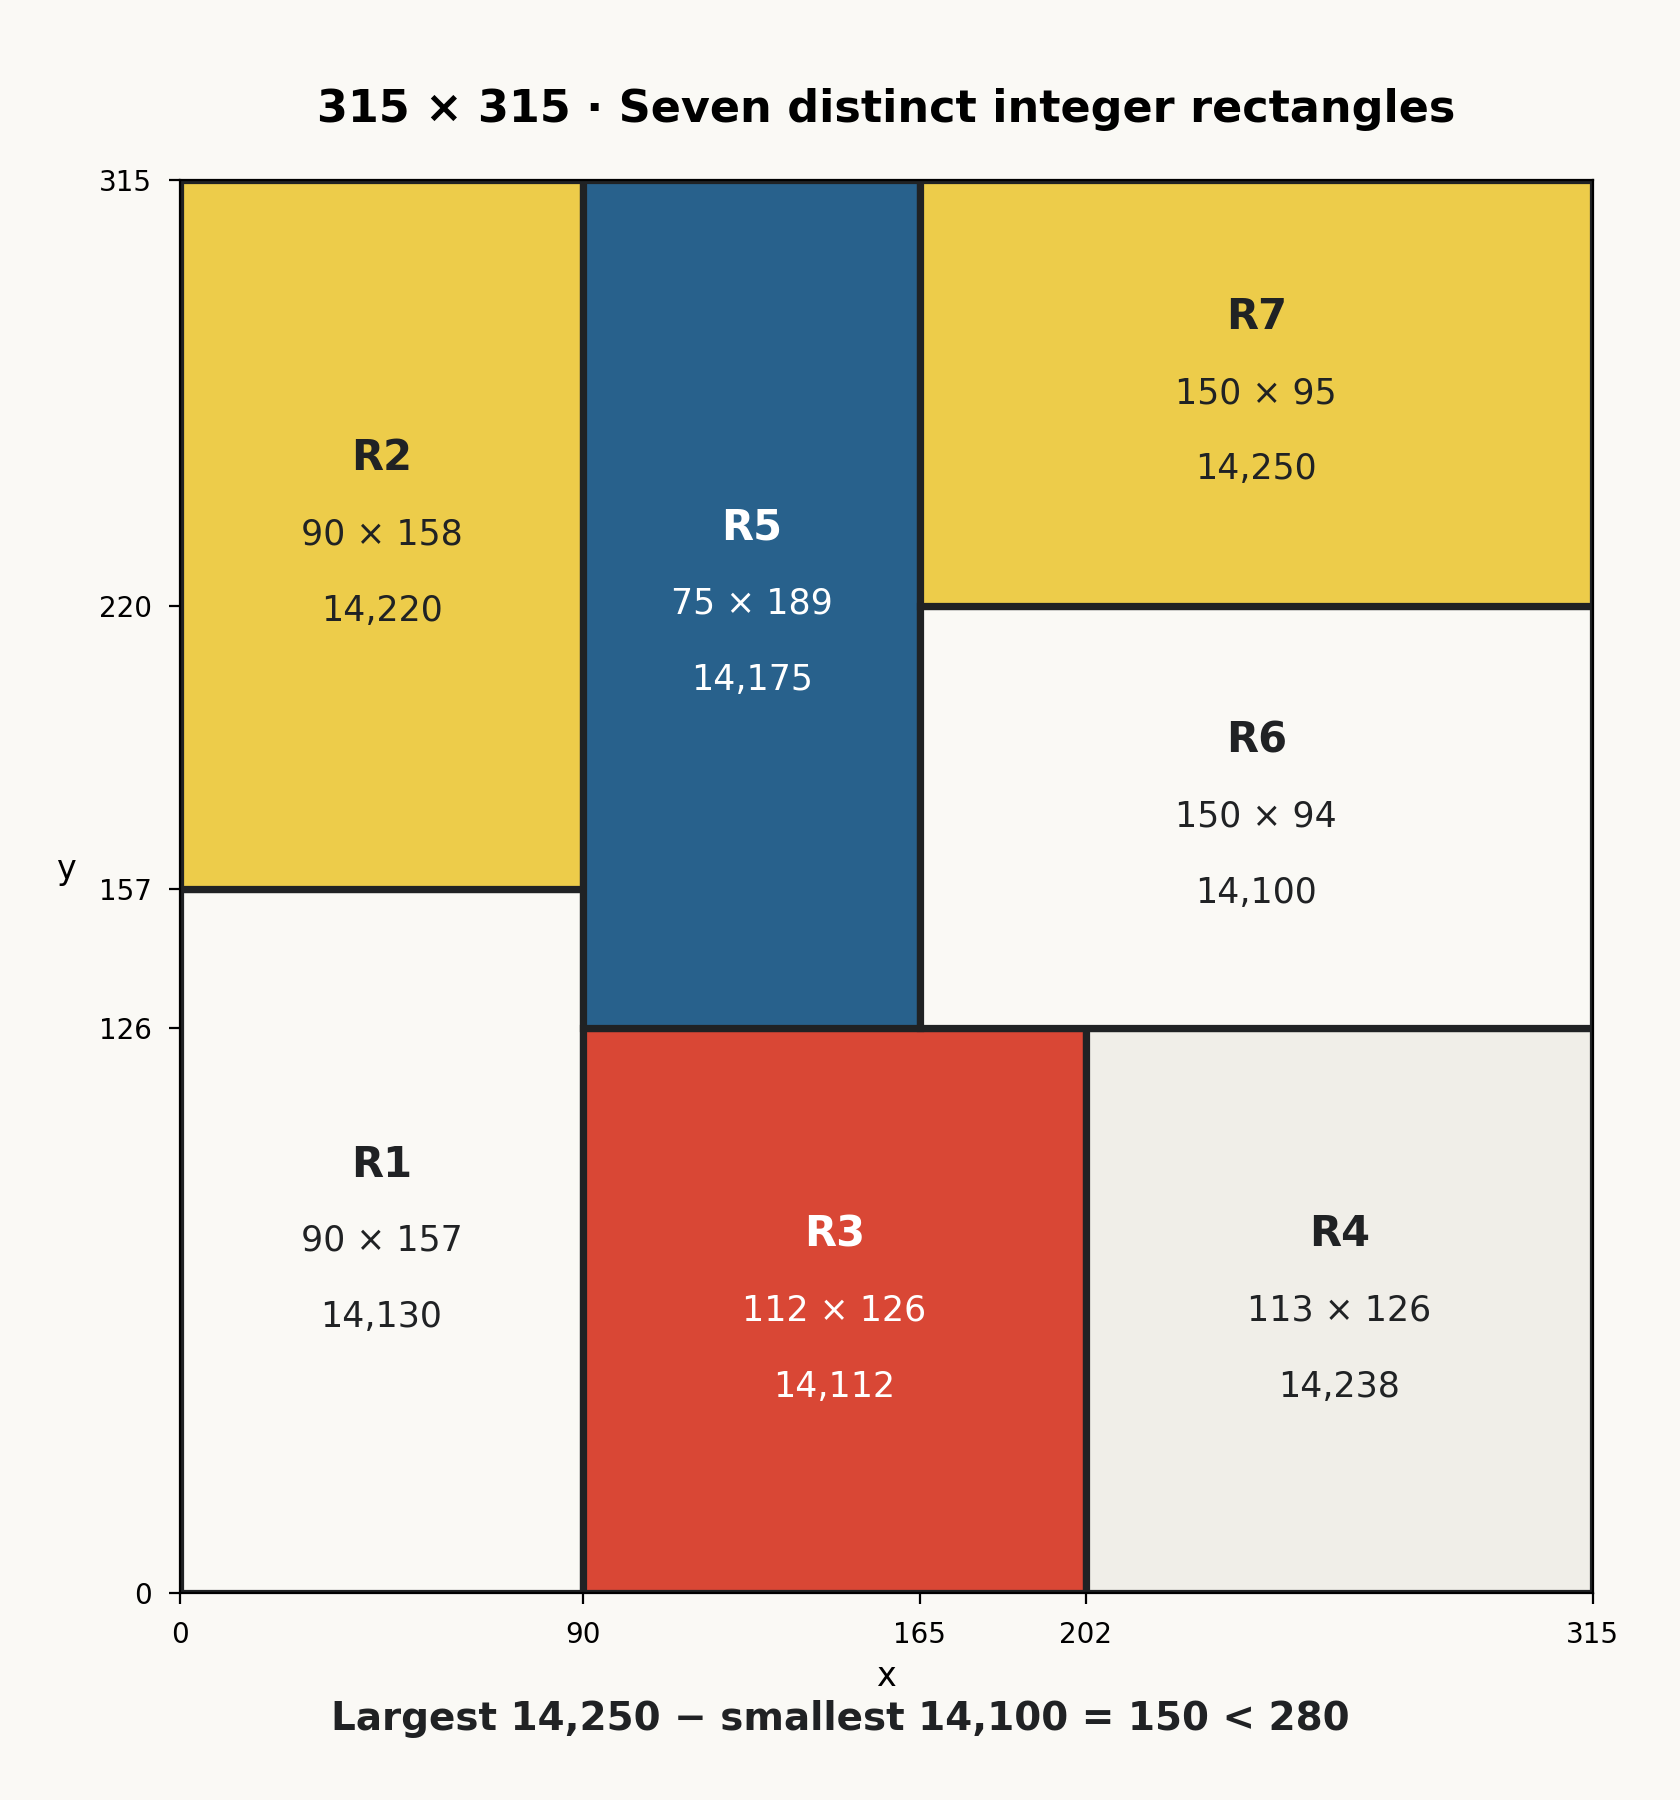 315 × 315 · Seven distinct integer rectangles
315
R7
150 × 95
14,250
R2
90 × 158
14,220
R5
75 × 189
14,175
220
R6
150 × 94
14,100
y
157
126
R1
90 × 157
14,130
R3
112 × 126
14,112
R4
113 × 126
14,238
0
0 90 165 202 315
x
Largest 14,250 − smallest 14,100 = 150 < 280